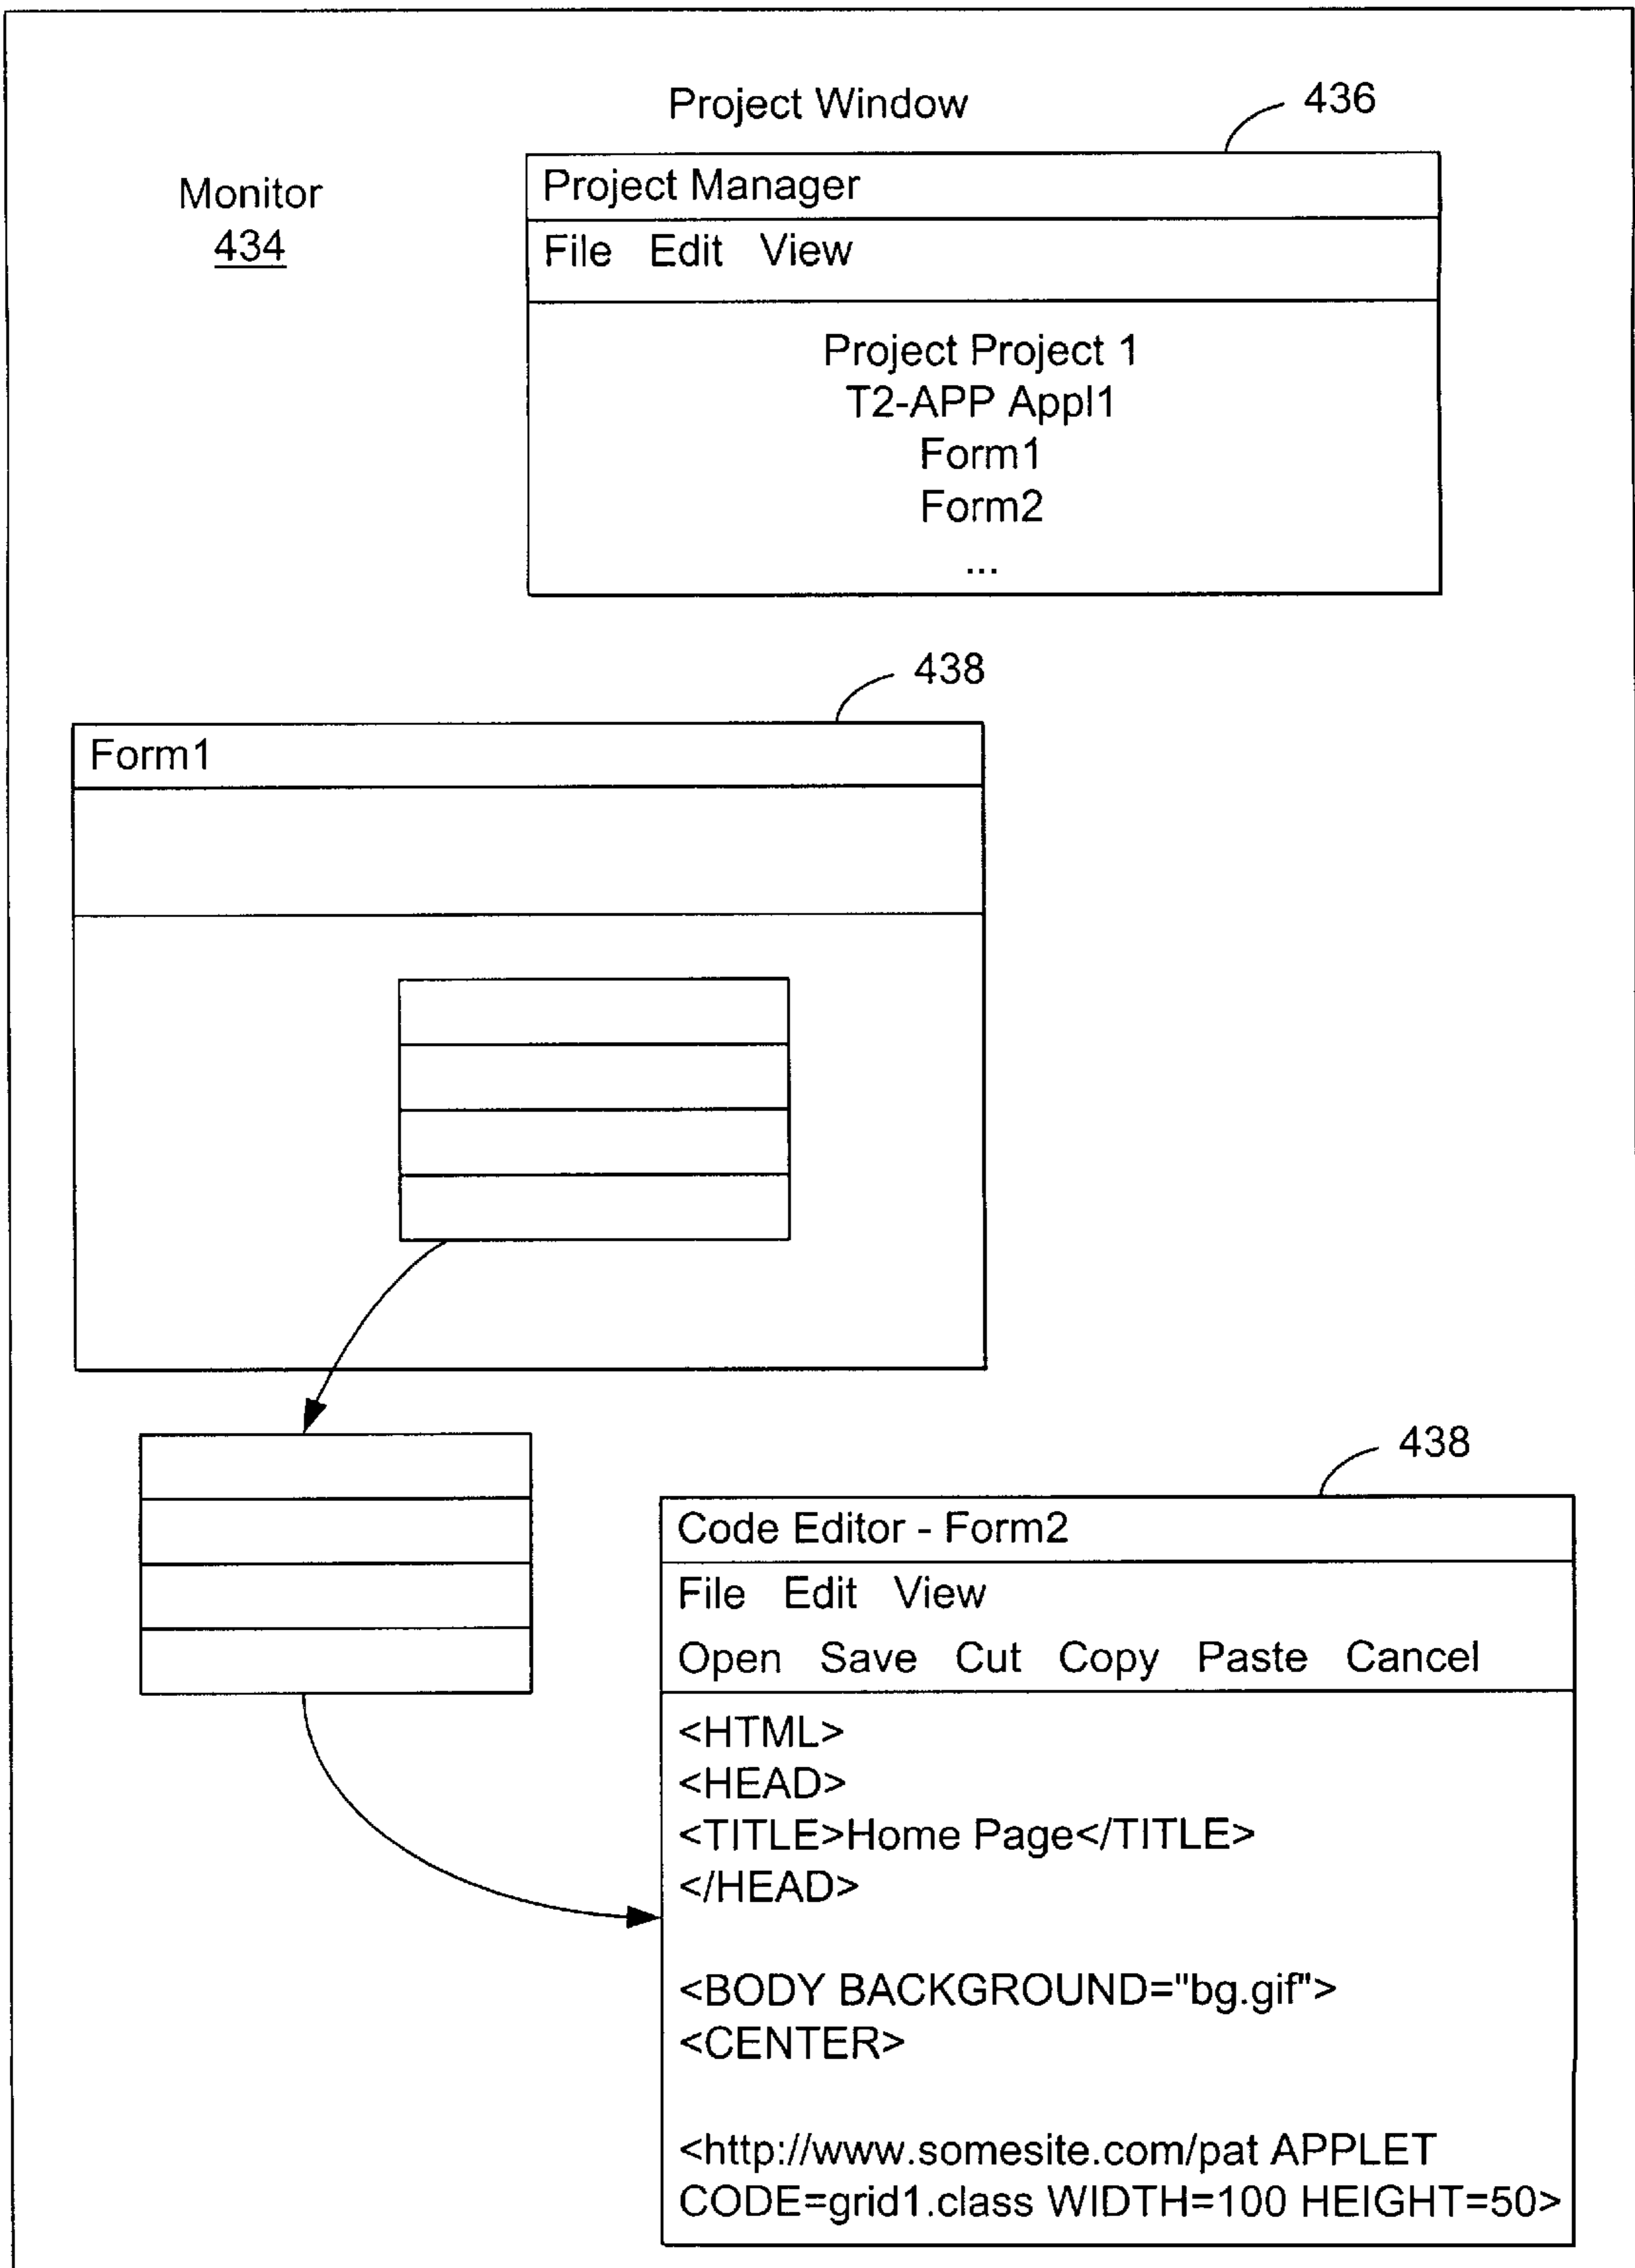 Project Window
436
Monitor
434
Project Manager
File Edit View
Project Project 1
T2-APP Appl1
Form1
Form2
...
438
Form1
438
Code Editor - Form2
File Edit View
Open Save Cut Copy Paste Cancel
<HTML>
<HEAD>
<TITLE>Home Page</TITLE>
</HEAD>
<BODY BACKGROUND="bg.gif">
<CENTER>
<http://www.somesite.com/pat APPLET
CODE=grid1.class WIDTH=100 HEIGHT=50>